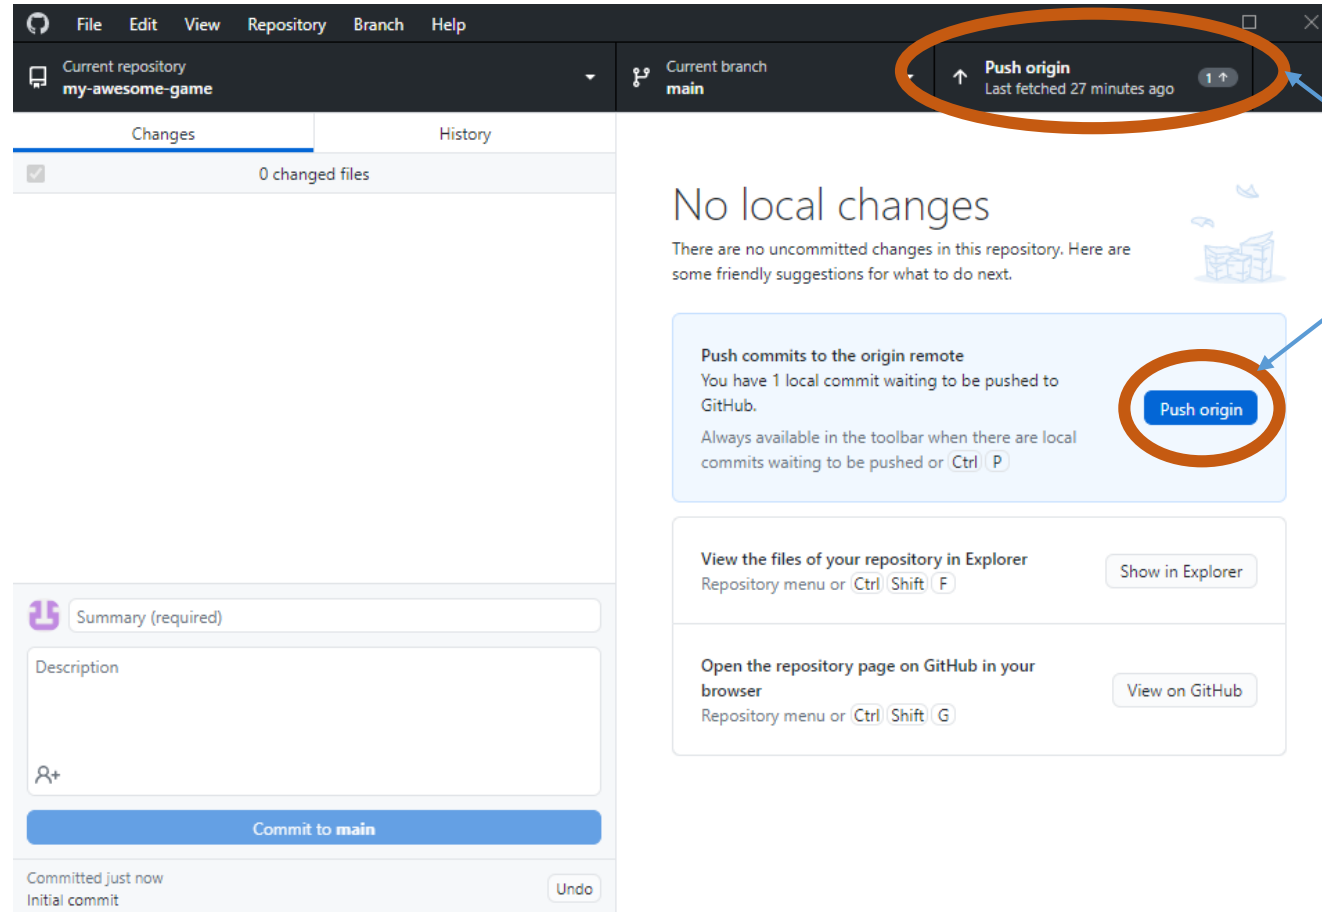 File Edit View Repository Branch Help
Current repository
my-awesome-game
Current branch
main
Push origin
Last fetched 27 minutes ago
1
Changes History
0 changed files
No local changes
There are no uncommitted changes in this repository. Here are
some friendly suggestions for what to do next.
Push commits to the origin remote
You have 1 local commit waiting to be pushed to
GitHub.
Always available in the toolbar when there are local
commits waiting to be pushed or Ctrl P
Push origin
View the files of your repository in Explorer
Repository menu or Ctrl Shift F
Show in Explorer
Open the repository page on GitHub in your
browser
Repository menu or Ctrl Shift G
View on GitHub
Summary (required)
Description
Commit to main
Committed just now
Initial commit
Undo